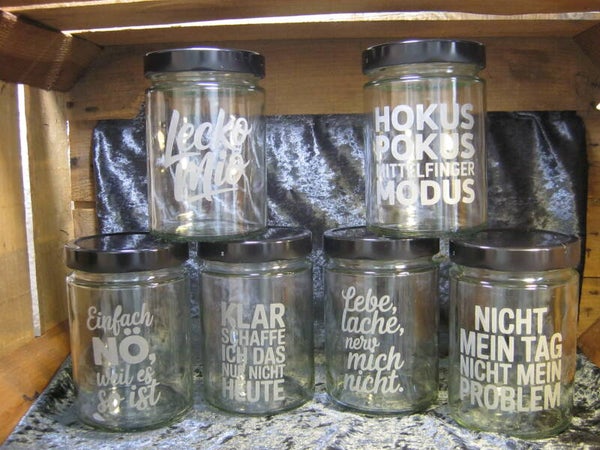 Lecko
Mio
HOKUS
POKUS
MITTELFINGER
MODUS
Einfach
NÖ,
weil es
so ist
KLAR
SCHAFFE
ICH DAS
NUR NICHT
HEUTE
Lebe,
lache,
nerv
mich
nicht.
NICHT
MEIN TAG
NICHT MEIN
PROBLEM